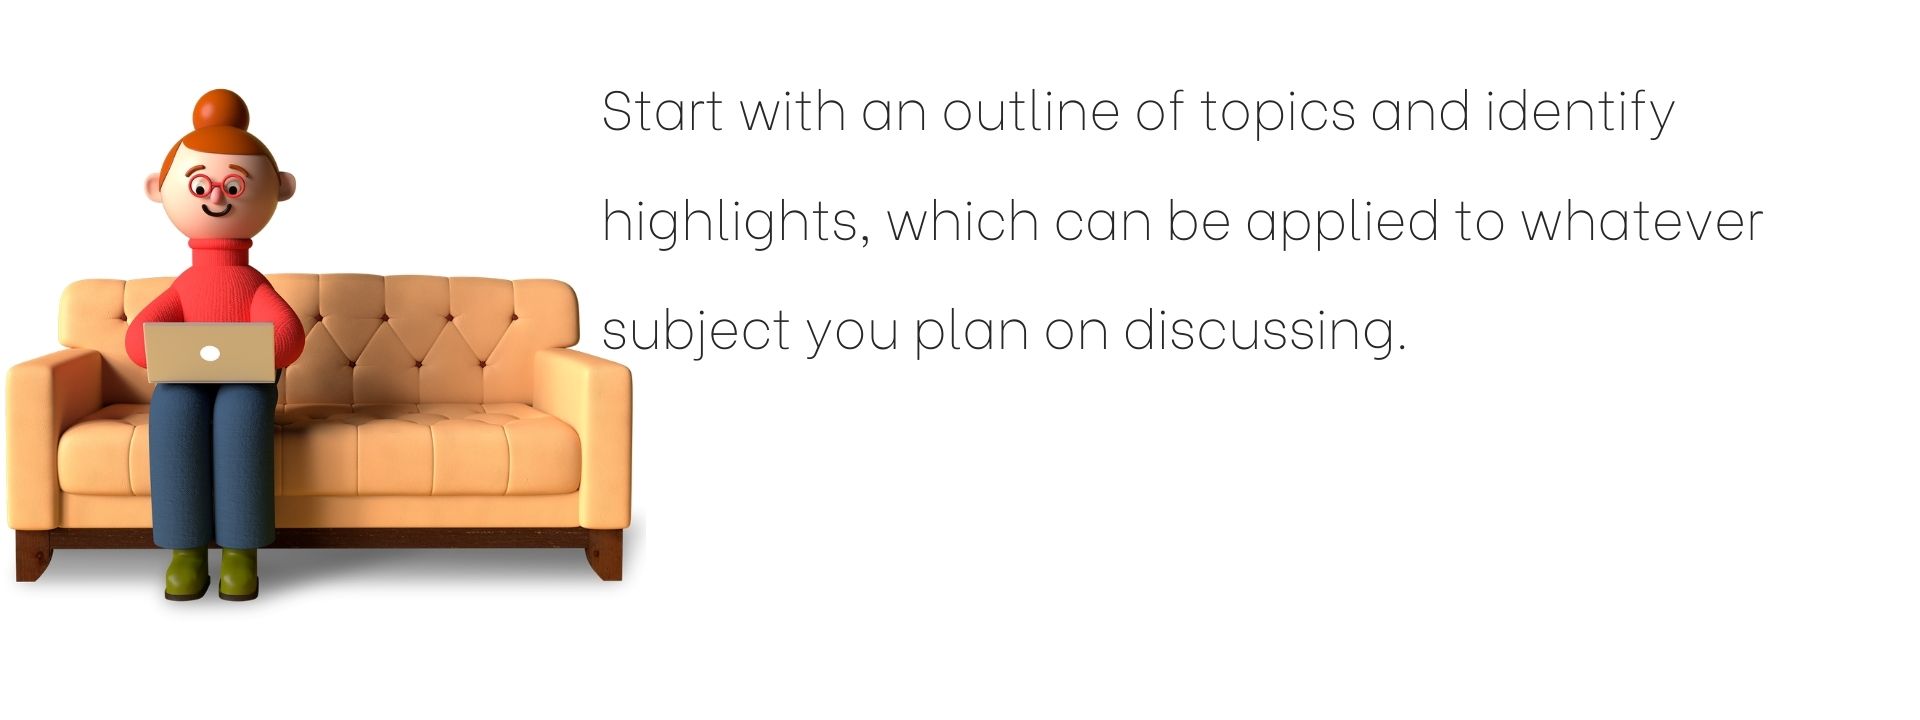 Start with an outline of topics and identify
highlights, which can be applied to whatever
subject you plan on discussing.